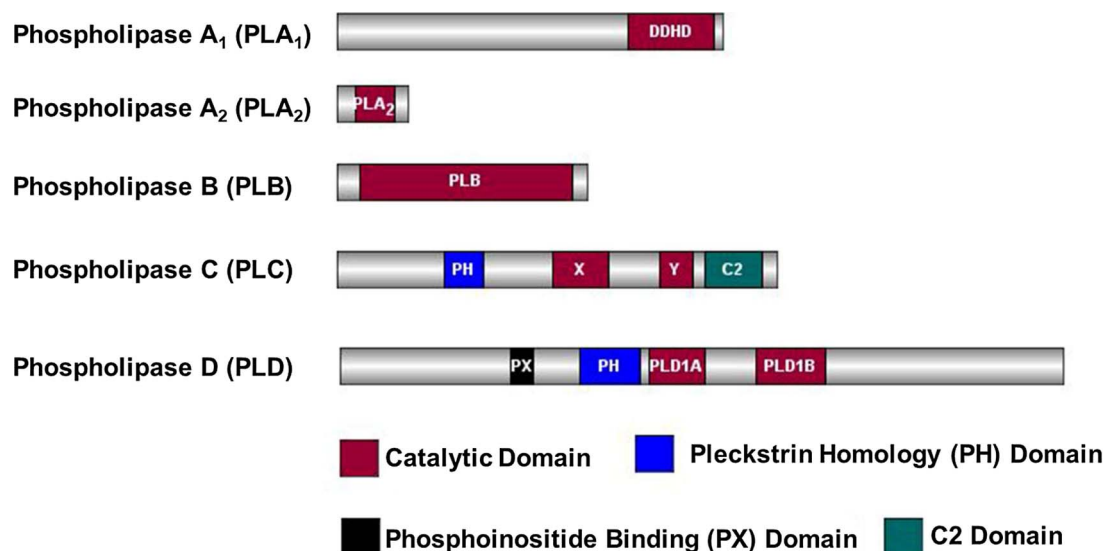 Phospholipase A₁ (PLA₁)
DDHD
Phospholipase A₂ (PLA₂)
PLA₂
Phospholipase B (PLB)
PLB
Phospholipase C (PLC)
PH X Y C2
Phospholipase D (PLD)
PX PH PLD1A PLD1B
Catalytic Domain
Pleckstrin Homology (PH) Domain
Phosphoinositide Binding (PX) Domain
C2 Domain